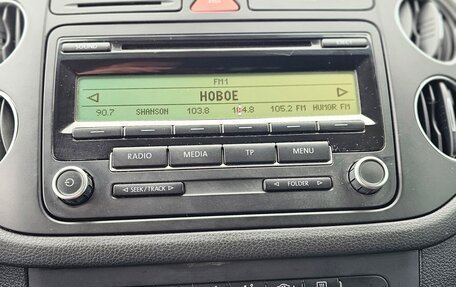 SOUND
EJECT
FM1
НОВОЕ
90.7 SHANSON 103.8 104.8 105.2 FM HUMOR FM
RADIO MEDIA TP MENU
SEEK/TRACK FOLDER